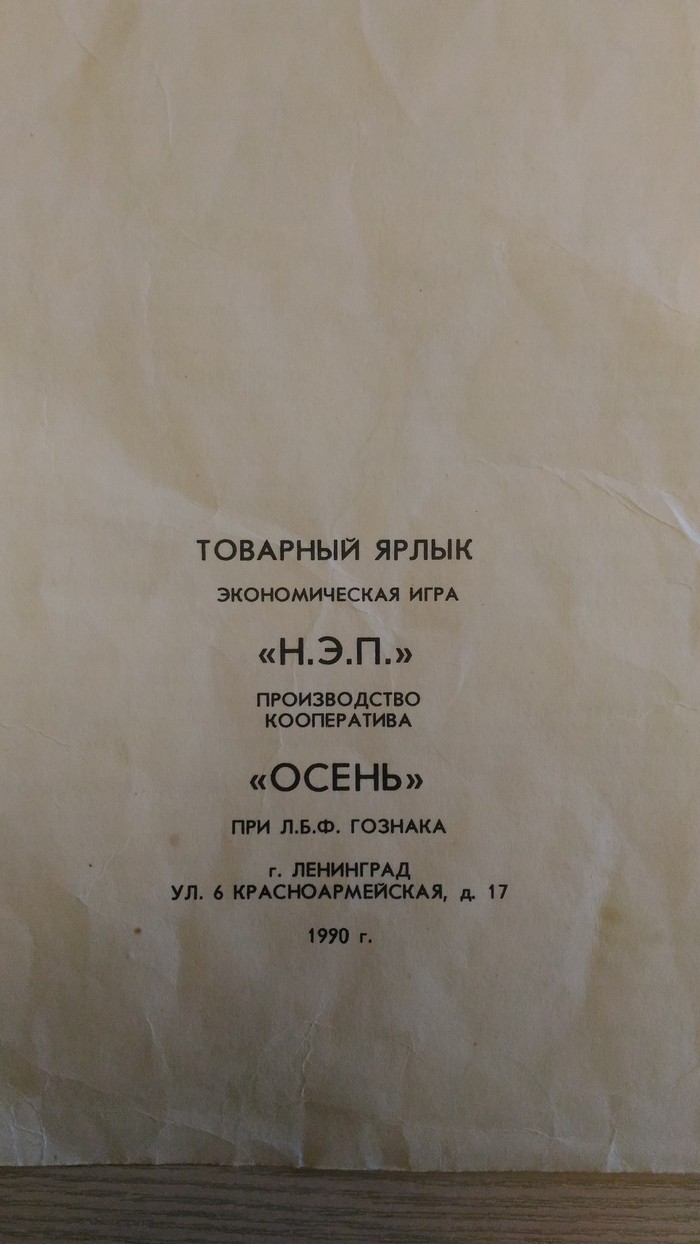 ТОВАРНЫЙ ЯРЛЫК
ЭКОНОМИЧЕСКАЯ ИГРА
«Н.Э.П.»
ПРОИЗВОДСТВО
КООПЕРАТИВА
«ОСЕНЬ»
ПРИ Л.Б.Ф. ГОЗНАКА
г. ЛЕНИНГРАД
УЛ. 6 КРАСНОАРМЕЙСКАЯ, д. 17
1990 г.